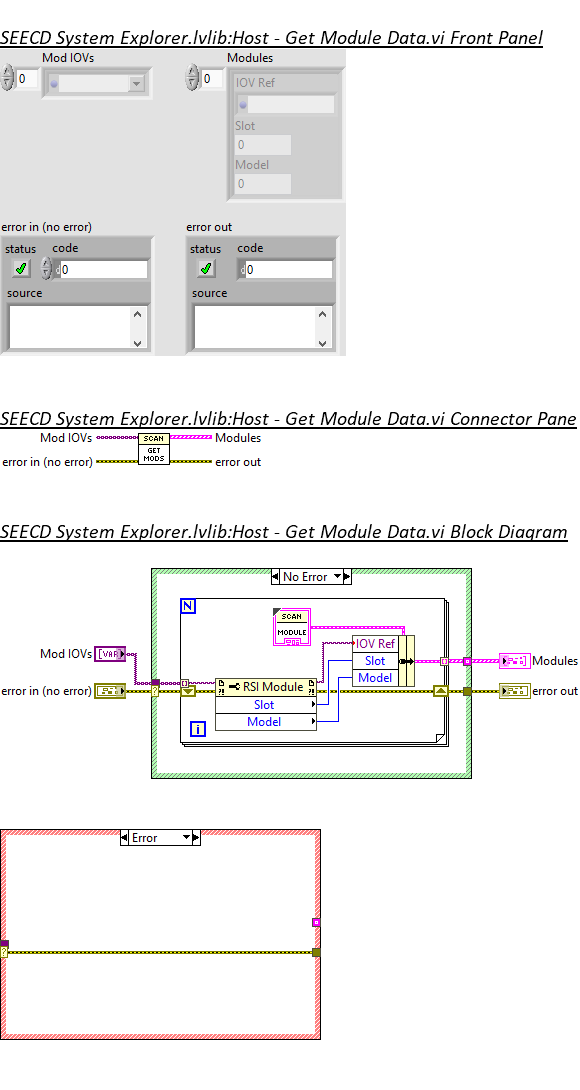 SEECD System Explorer.lvlib:Host - Get Module Data.vi Front Panel
Mod IOVs
Modules
0
0
IOV Ref
Slot
0
Model
0
error in (no error)
error out
status code
d0
status code
d0
source
source
SEECD System Explorer.lvlib:Host - Get Module Data.vi Connector Pane
Mod IOVs
SCAN
Modules
error in (no error)
GET
MODS
error out
SEECD System Explorer.lvlib:Host - Get Module Data.vi Block Diagram
No Error
N
SCAN
MODULE
IOV Ref
Mod IOVs
[VAR]
Slot
Modules
error in (no error)
?
RSI Module
Model
error out
Slot
i
Model
Error
?